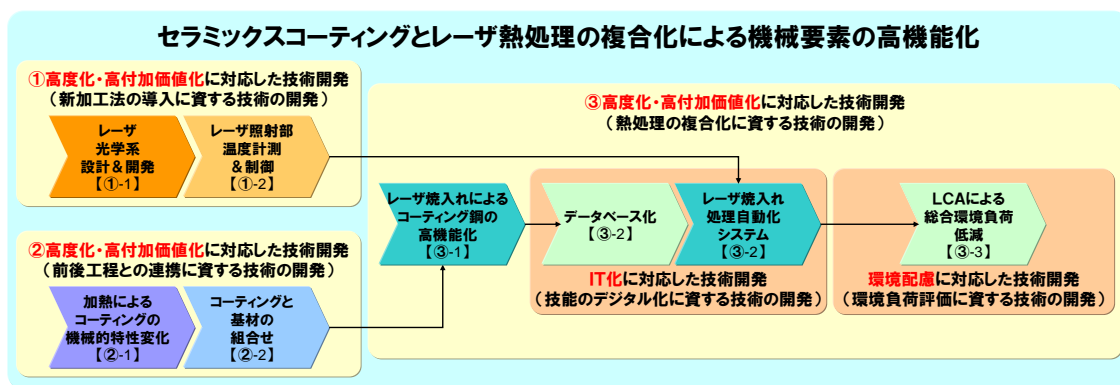 セラミックスコーティングとレーザ熱処理の複合化による機械要素の高機能化
①高度化・高付加価値化に対応した技術開発
（新加工法の導入に資する技術の開発）
レーザ
光学系
設計＆開発
【①-1】
レーザ照射部
温度計測
＆制御
【①-2】
②高度化・高付加価値化に対応した技術開発
（前後工程との連携に資する技術の開発）
加熱による
コーティングの
機械的特性変化
【②-1】
コーティングと
基材の
組合せ
【②-2】
③高度化・高付加価値化に対応した技術開発
（熱処理の複合化に資する技術の開発）
レーザ焼入れによる
コーティング鋼の
高機能化
【③-1】
データベース化
【③-2】
レーザ焼入れ
処理自動化
システム
【③-2】
IT化に対応した技術開発
（技能のデジタル化に資する技術の開発）
LCAによる
総合環境負荷
低減
【③-3】
環境配慮に対応した技術開発
（環境負荷評価に資する技術の開発）